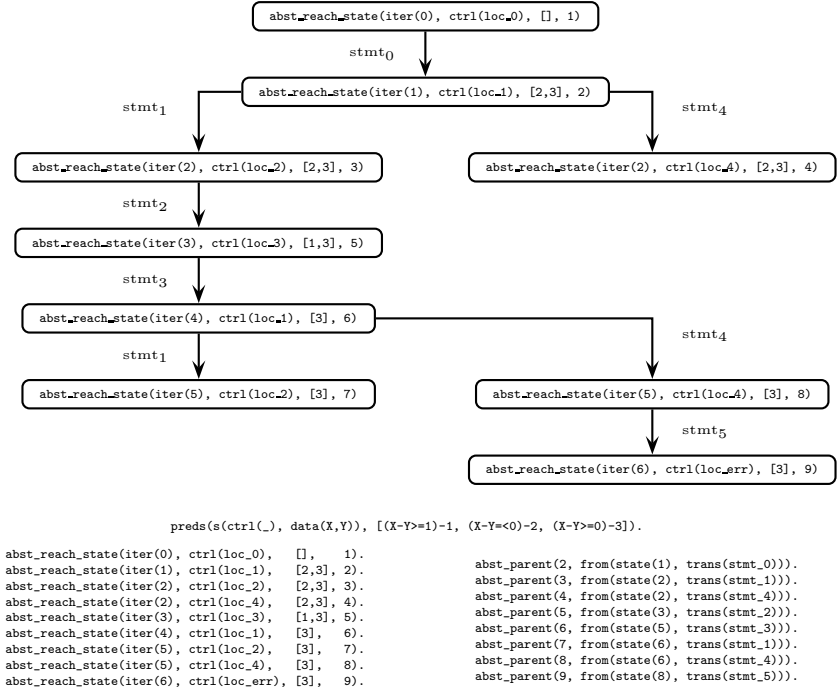 abst_reach_state(iter(0), ctrl(loc_0), [], 1)
stmt0
abst_reach_state(iter(1), ctrl(loc_1), [2,3], 2)
stmt1
stmt4
abst_reach_state(iter(2), ctrl(loc_2), [2,3], 3)
abst_reach_state(iter(2), ctrl(loc_4), [2,3], 4)
stmt2
abst_reach_state(iter(3), ctrl(loc_3), [1,3], 5)
stmt3
abst_reach_state(iter(4), ctrl(loc_1), [3], 6)
stmt1
stmt4
abst_reach_state(iter(5), ctrl(loc_2), [3], 7)
abst_reach_state(iter(5), ctrl(loc_4), [3], 8)
stmt5
abst_reach_state(iter(6), ctrl(loc_err), [3], 9)
preds(s(ctrl(_), data(X,Y)), [(X-Y>=1)-1, (X-Y=<0)-2, (X-Y>=0)-3]).
abst_reach_state(iter(0), ctrl(loc_0), [], 1).
abst_reach_state(iter(1), ctrl(loc_1), [2,3], 2).
abst_reach_state(iter(2), ctrl(loc_2), [2,3], 3).
abst_reach_state(iter(2), ctrl(loc_4), [2,3], 4).
abst_reach_state(iter(3), ctrl(loc_3), [1,3], 5).
abst_reach_state(iter(4), ctrl(loc_1), [3], 6).
abst_reach_state(iter(5), ctrl(loc_2), [3], 7).
abst_reach_state(iter(5), ctrl(loc_4), [3], 8).
abst_reach_state(iter(6), ctrl(loc_err), [3], 9).
abst_parent(2, from(state(1), trans(stmt_0))).
abst_parent(3, from(state(2), trans(stmt_1))).
abst_parent(4, from(state(2), trans(stmt_4))).
abst_parent(5, from(state(3), trans(stmt_2))).
abst_parent(6, from(state(5), trans(stmt_3))).
abst_parent(7, from(state(6), trans(stmt_1))).
abst_parent(8, from(state(6), trans(stmt_4))).
abst_parent(9, from(state(8), trans(stmt_5))).